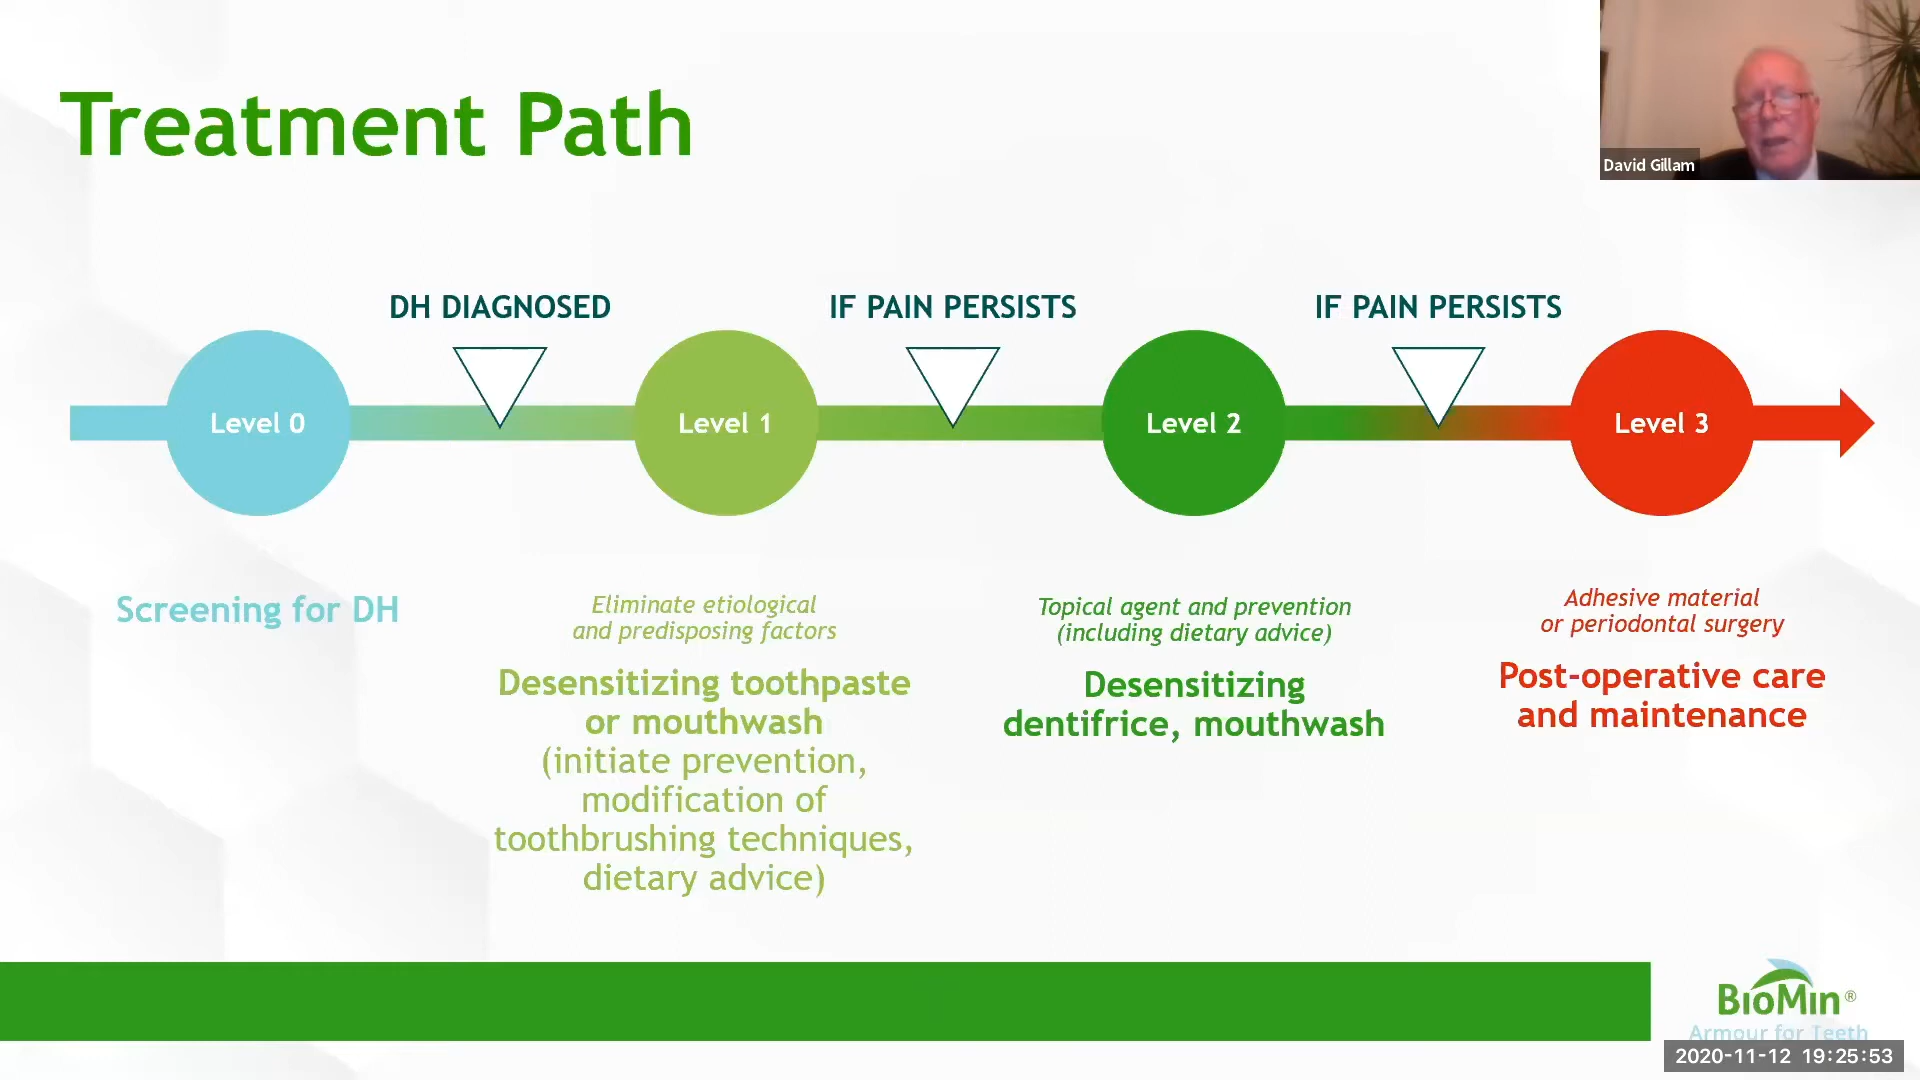 Treatment Path
David Gillam
DH DIAGNOSED
IF PAIN PERSISTS
IF PAIN PERSISTS
Level 0
Level 1
Level 2
Level 3
Screening for DH
Eliminate etiological
and predisposing factors
Desensitizing toothpaste
or mouthwash
(initiate prevention,
modification of
toothbrushing techniques,
dietary advice)
Topical agent and prevention
(including dietary advice)
Desensitizing
dentifrice, mouthwash
Adhesive material
or periodontal surgery
Post-operative care
and maintenance
BioMin®
Armour for Teeth
2020-11-12 19:25:53